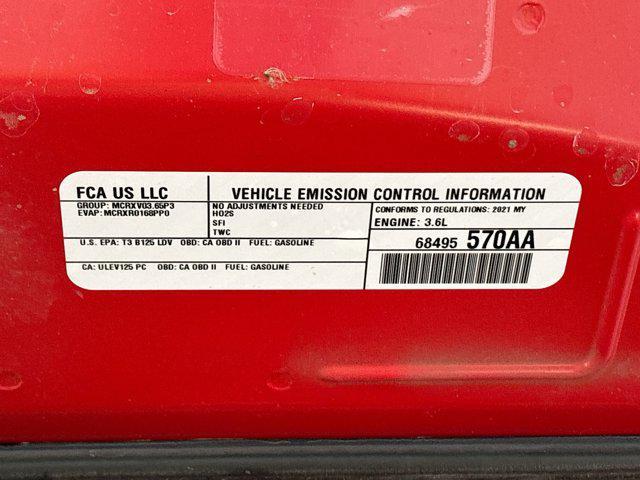 FCA US LLC
GROUP: MCRXV03.65P3
EVAP: MCRXR0168PP0
VEHICLE EMISSION CONTROL INFORMATION
NO ADJUSTMENTS NEEDED
HO2S
SFI
TWC
CONFORMS TO REGULATIONS: 2021 MY
ENGINE: 3.6L
U.S. EPA: T3 B125 LDV OBD: CA OBD II FUEL: GASOLINE
68495 570AA
CA: ULEV125 PC OBD: CA OBD II FUEL: GASOLINE